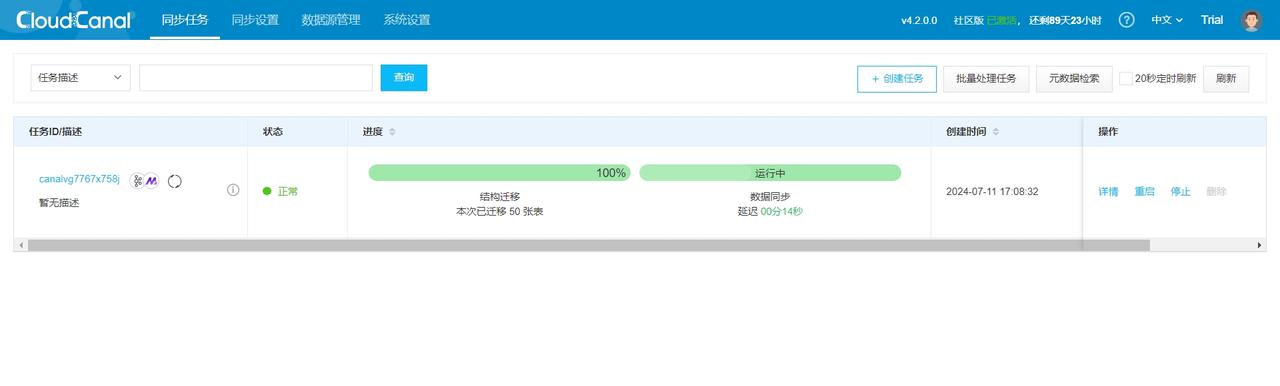 CloudCanal 同步任务 同步设置 数据源管理 系统设置 v4.2.0.0 社区版 已激活，还剩89天23小时 ? 中文 Trial
任务描述 查询 + 创建任务 批量处理任务 元数据检索 20秒定时刷新 刷新
任务ID/描述 状态 进度 创建时间 操作
100% 运行中
canalvg7767x758j
正常 结构迁移 数据同步 2024-07-11 17:08:32 详情 重启 停止 删除
暂无描述 本次已迁移 50 张表 延迟 00分14秒